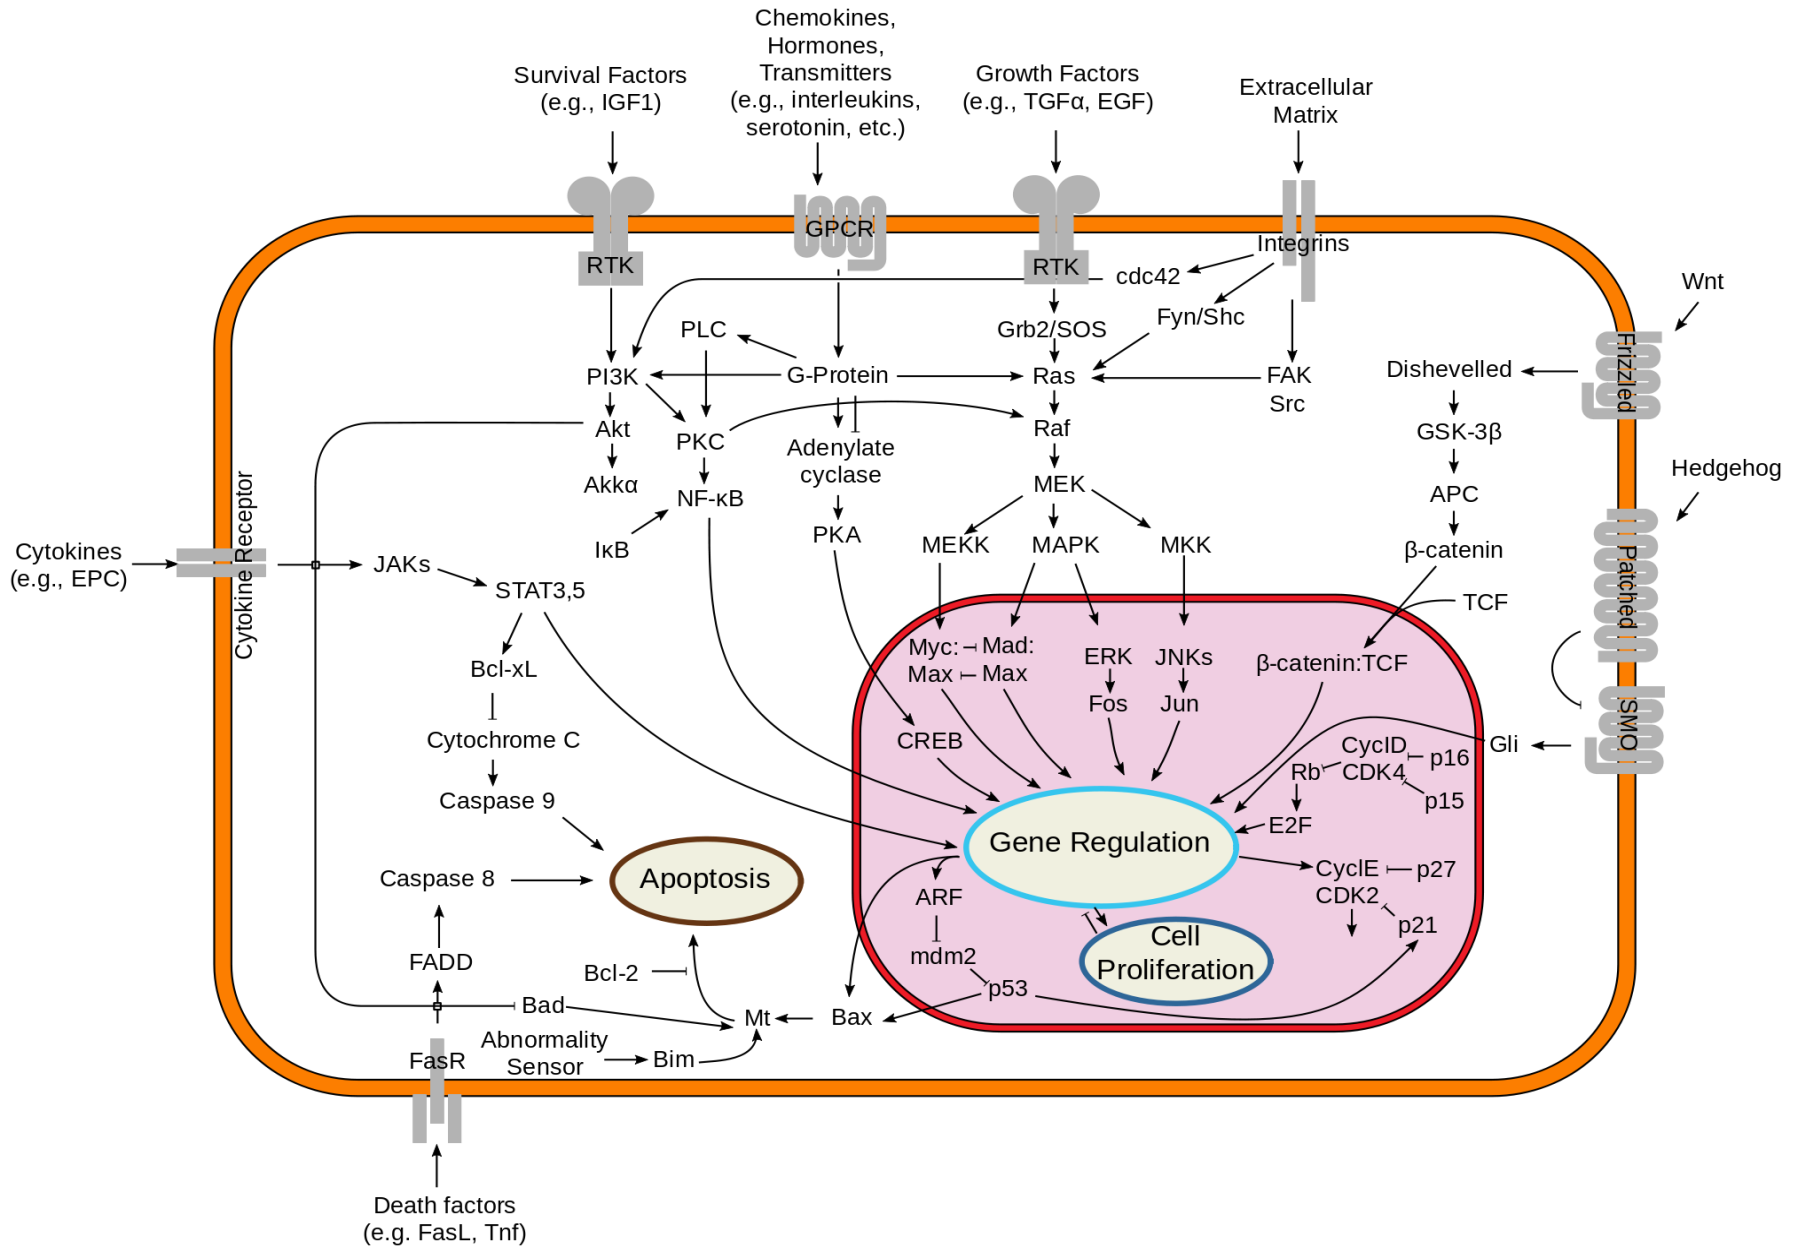 Chemokines,
Hormones,
Transmitters
(e.g., interleukins,
serotonin, etc.)
Survival Factors
(e.g., IGF1)
Growth Factors
(e.g., TGFα, EGF)
Extracellular
Matrix
GPCR
Integrins
RTK
RTK
cdc42
Wnt
Fyn/Shc
PLC
Grb2/SOS
Frizzled
Dishevelled
PI3K
G-Protein
Ras
FAK
Src
Akt
PKC
Raf
GSK-3β
Adenylate
cyclase
Hedgehog
Akkα
NF-κB
MEK
APC
PKA
IκB
MEKK
MAPK
MKK
β-catenin
Cytokines
(e.g., EPC)
Cytokine Receptor
JAKs
STAT3,5
Patched
TCF
Myc:
Mad:
Max
Max
ERK
JNKs
β-catenin:TCF
Bcl-xL
Fos
Jun
SMO
Cytochrome C
CREB
Gli
CycID
CDK4
p16
Rb
p15
Caspase 9
E2F
Gene Regulation
Caspase 8
Apoptosis
CyclE
CDK2
p27
ARF
p21
FADD
Bcl-2
mdm2
Cell
Proliferation
p53
Bad
Mt
Bax
Abnormality
Sensor
Bim
FasR
Death factors
(e.g. FasL, Tnf)